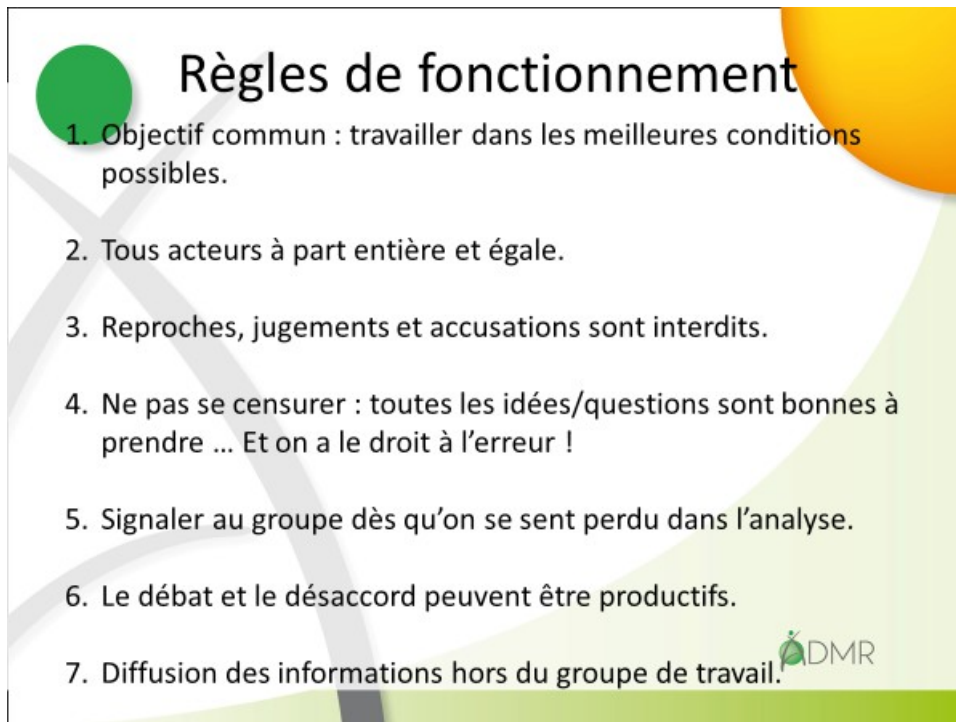 Règles de fonctionnement
1. Objectif commun : travailler dans les meilleures conditions
possibles.
2. Tous acteurs à part entière et égale.
3. Reproches, jugements et accusations sont interdits.
4. Ne pas se censurer : toutes les idées/questions sont bonnes à
prendre … Et on a le droit à l’erreur !
5. Signaler au groupe dès qu’on se sent perdu dans l’analyse.
6. Le débat et le désaccord peuvent être productifs.
ADMR
7. Diffusion des informations hors du groupe de travail.